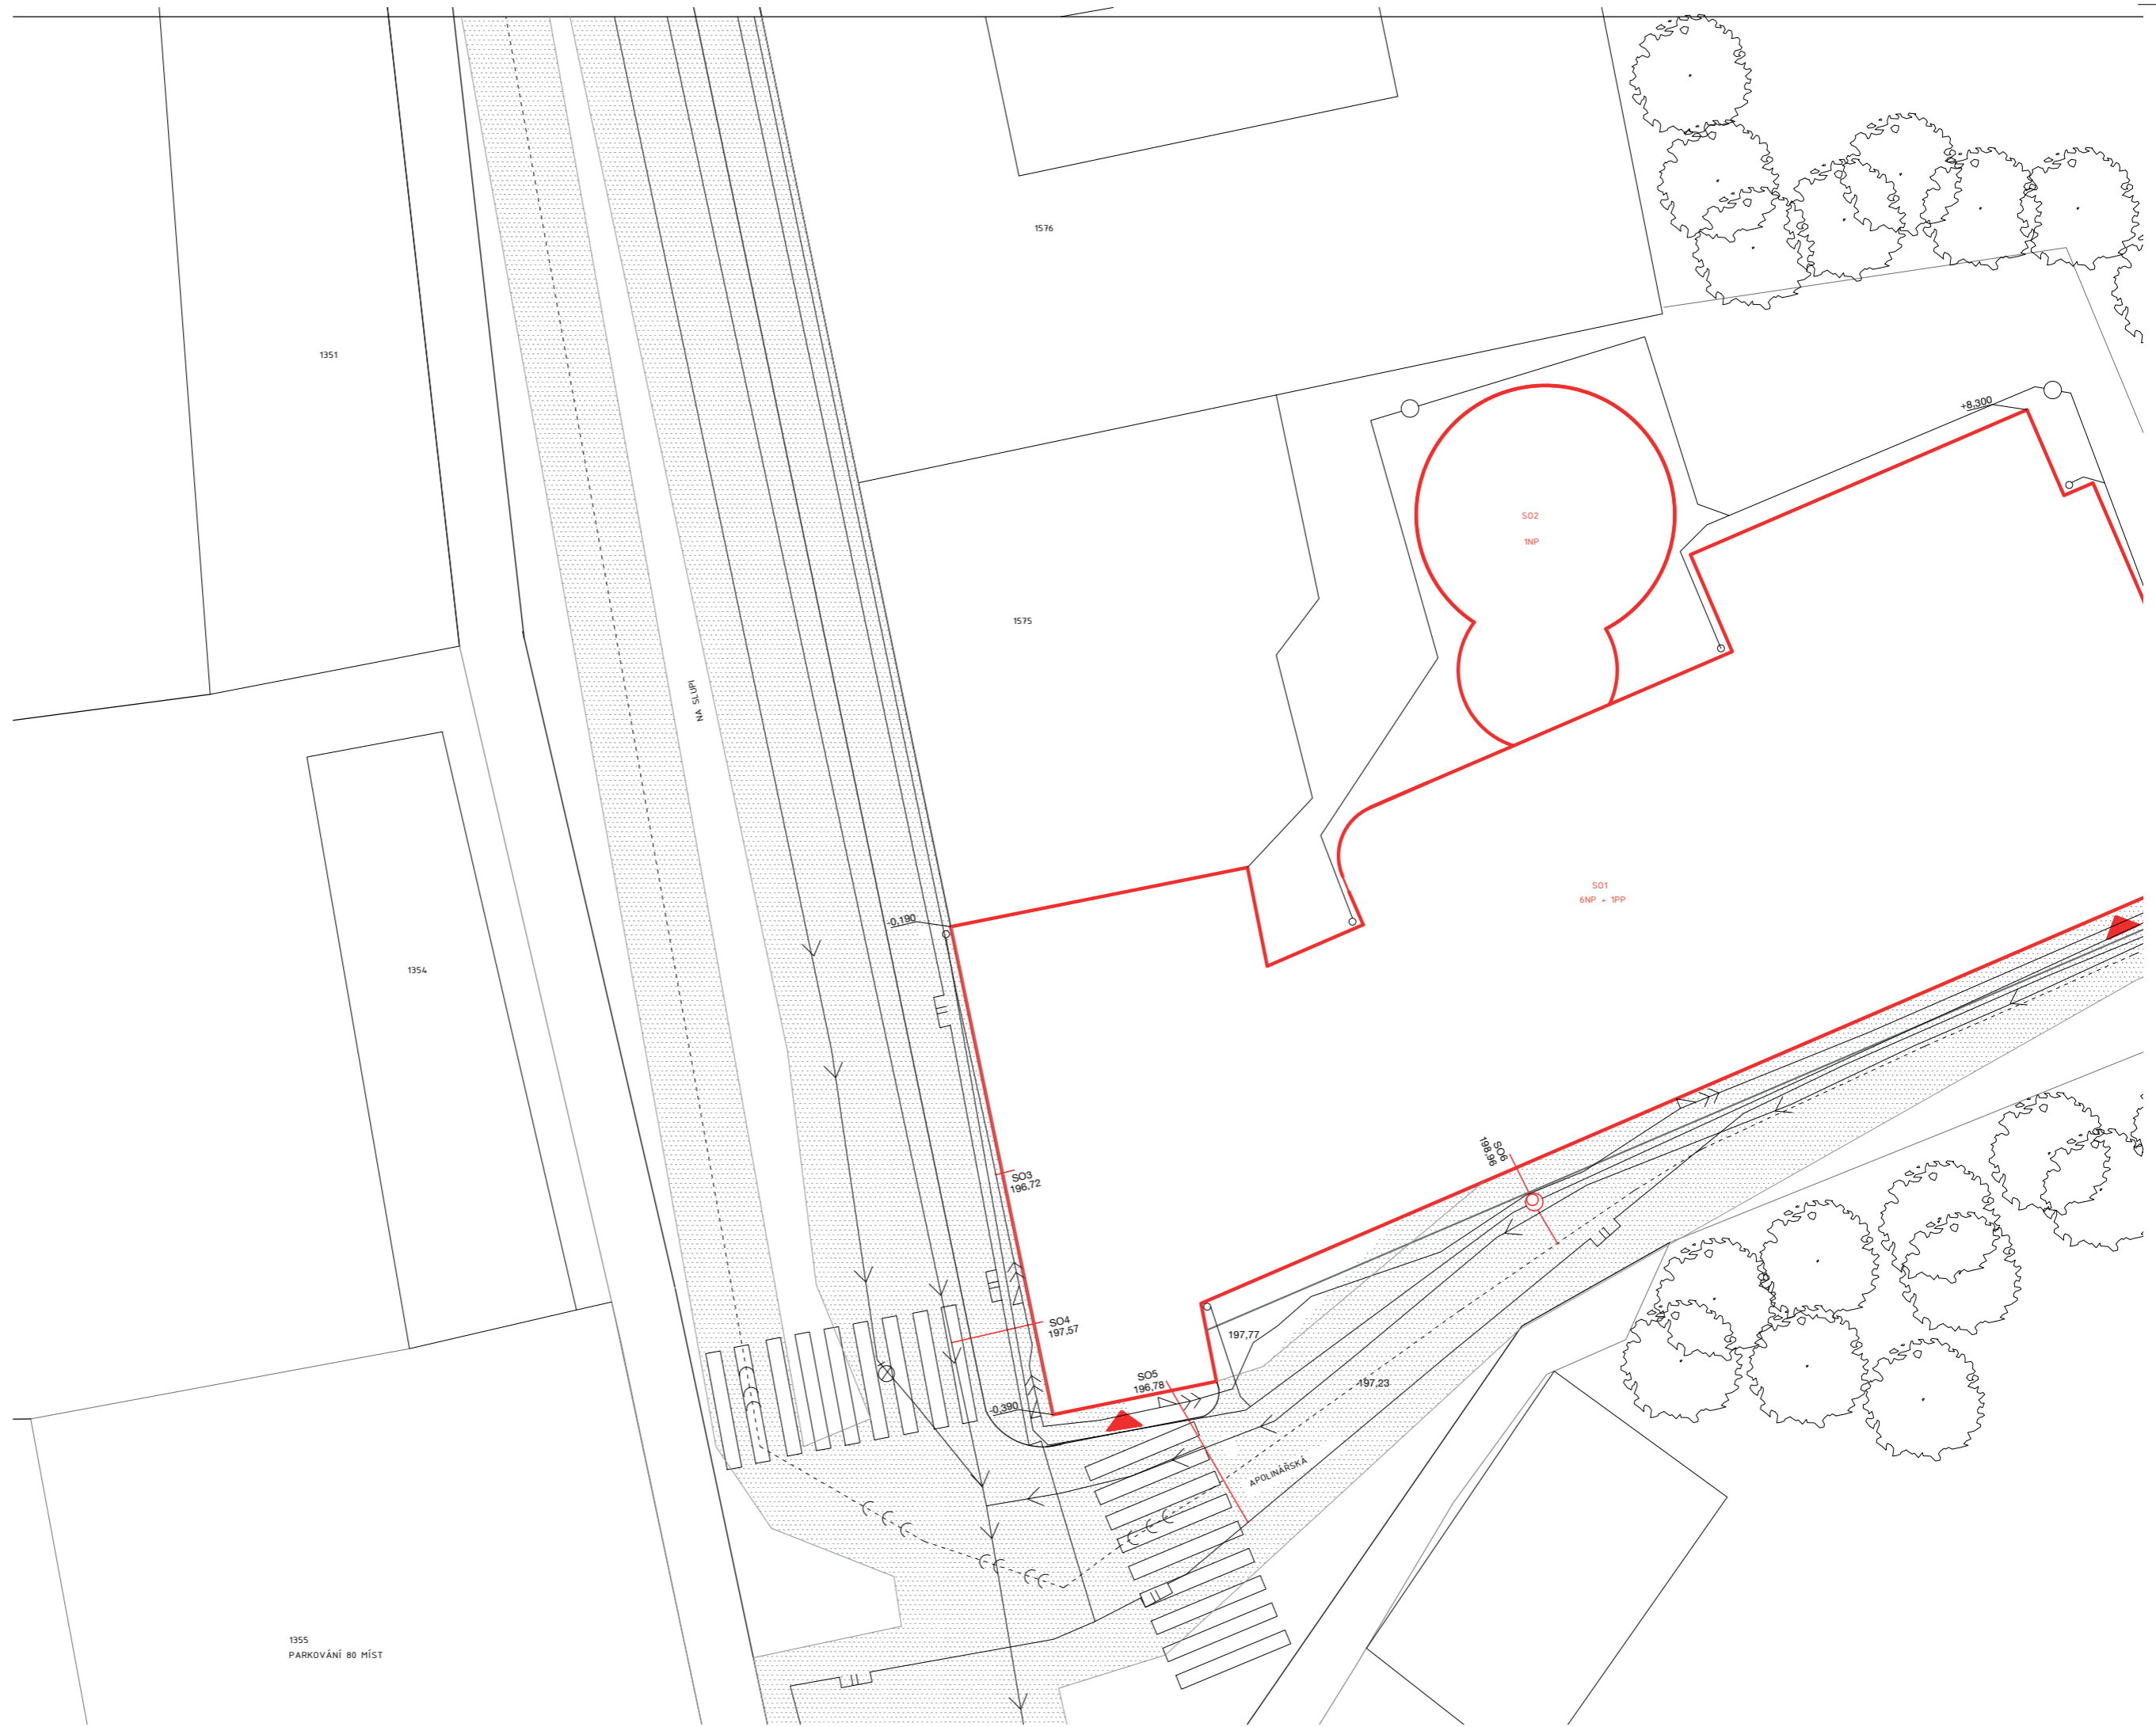 1576
1351
+8,300
SO2
1NP
1575
NA SLUPI
SO1
6NP + 1PP
-0,190
1354
SO6
198,96
SO3
196,72
SO4
197,57
197,77
SO5
196,78
197,23
-0,390
APOLINÁŘSKÁ
1355
PARKOVÁNÍ 80 MÍST